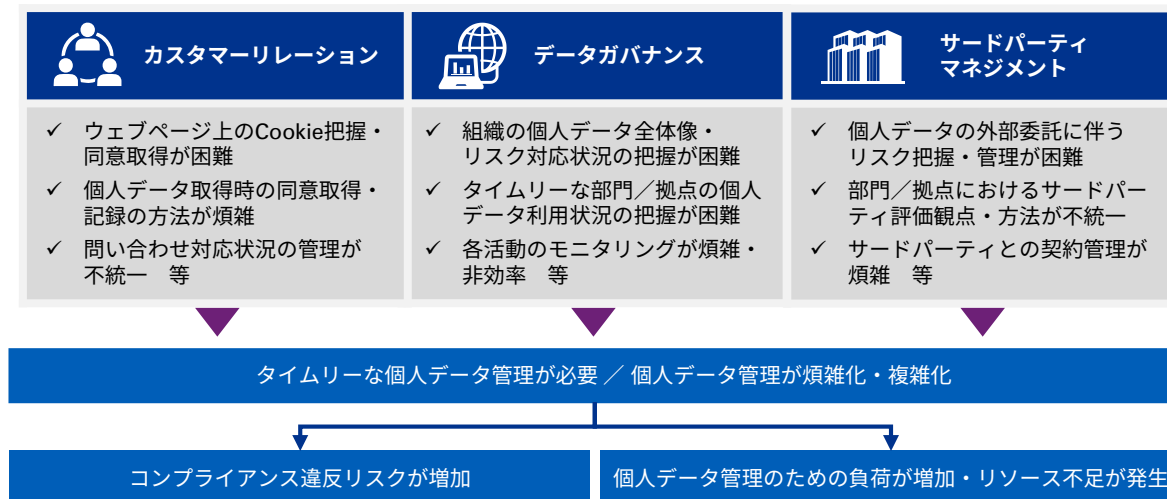 カスタマーリレーション
✓ ウェブページ上のCookie把握・
同意取得が困難
✓ 個人データ取得時の同意取得・
記録の方法が煩雑
✓ 問い合わせ対応状況の管理が
不統一　等
データガバナンス
✓ 組織の個人データ全体像・
リスク対応状況の把握が困難
✓ タイムリーな部門／拠点の個人
データ利用状況の把握が困難
✓ 各活動のモニタリングが煩雑・
非効率　等
サードパーティ
マネジメント
✓ 個人データの外部委託に伴う
リスク把握・管理が困難
✓ 部門／拠点におけるサードパー
ティ評価観点・方法が不統一
✓ サードパーティとの契約管理が
煩雑　等
タイムリーな個人データ管理が必要 ／ 個人データ管理が煩雑化・複雑化
コンプライアンス違反リスクが増加
個人データ管理のための負荷が増加・リソース不足が発生